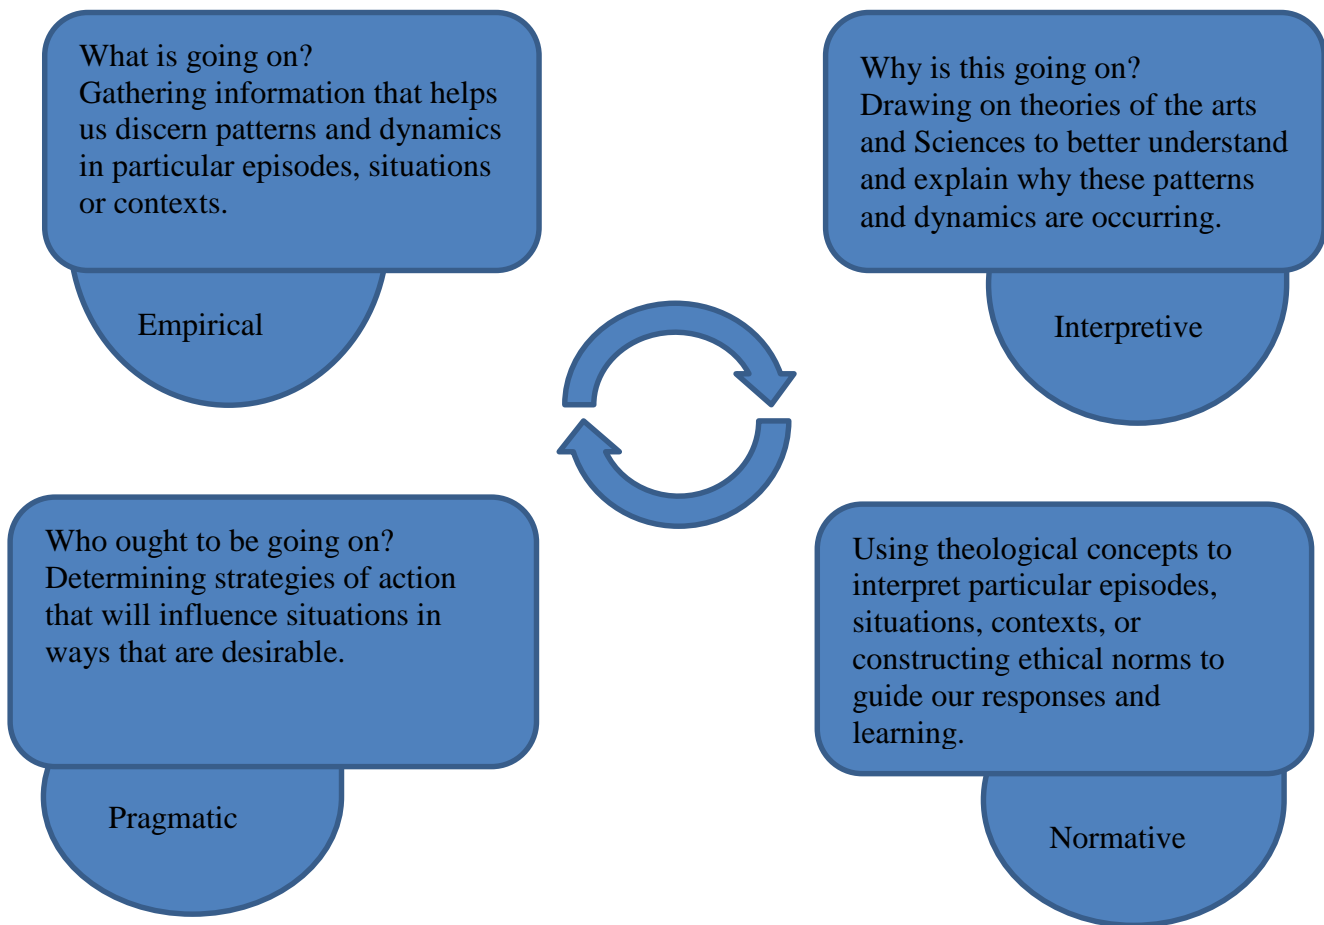 What is going on?
Gathering information that helps
us discern patterns and dynamics
in particular episodes, situations
or contexts.
Empirical
Why is this going on?
Drawing on theories of the arts
and Sciences to better understand
and explain why these patterns
and dynamics are occurring.
Interpretive
Who ought to be going on?
Determining strategies of action
that will influence situations in
ways that are desirable.
Pragmatic
Using theological concepts to
interpret particular episodes,
situations, contexts, or
constructing ethical norms to
guide our responses and
learning.
Normative